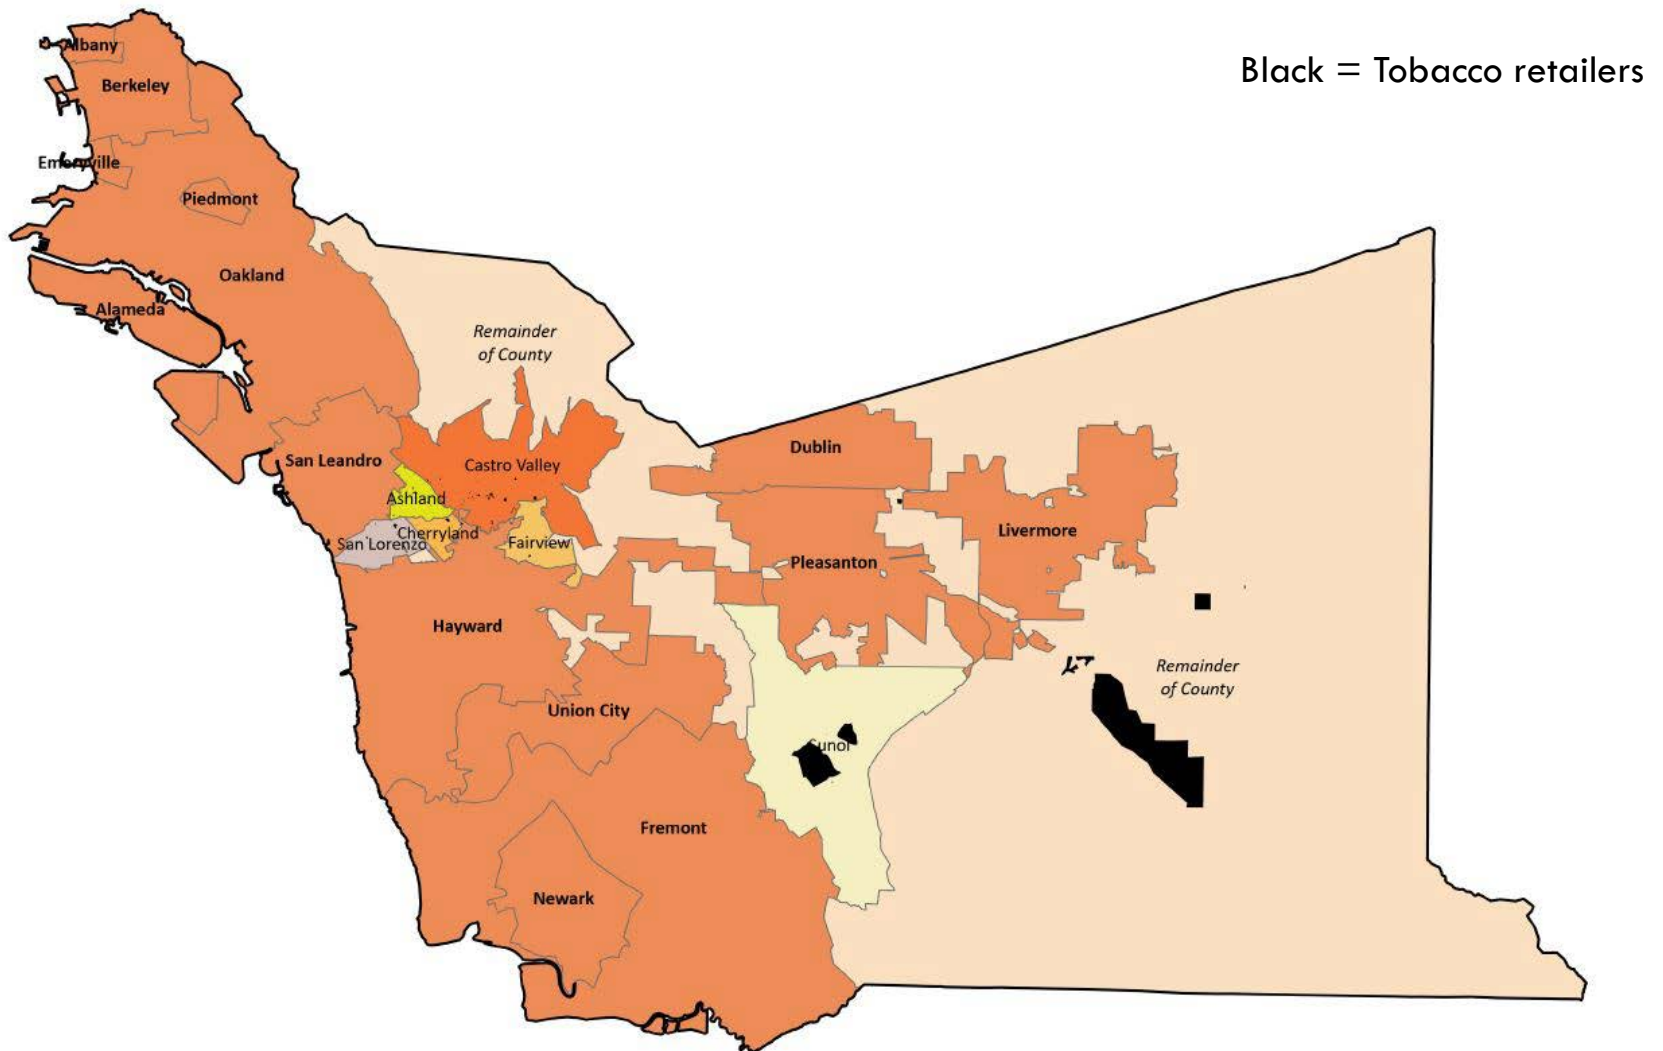 Black = Tobacco retailers
Albany
Berkeley
Emeryville
Piedmont
Oakland
Alameda
Remainder
of County
San Leandro
Castro Valley
Dublin
Ashland
Cherryland
San Lorenzo
Fairview
Livermore
Pleasanton
Hayward
Remainder
of County
Union City
Sunol
Fremont
Newark